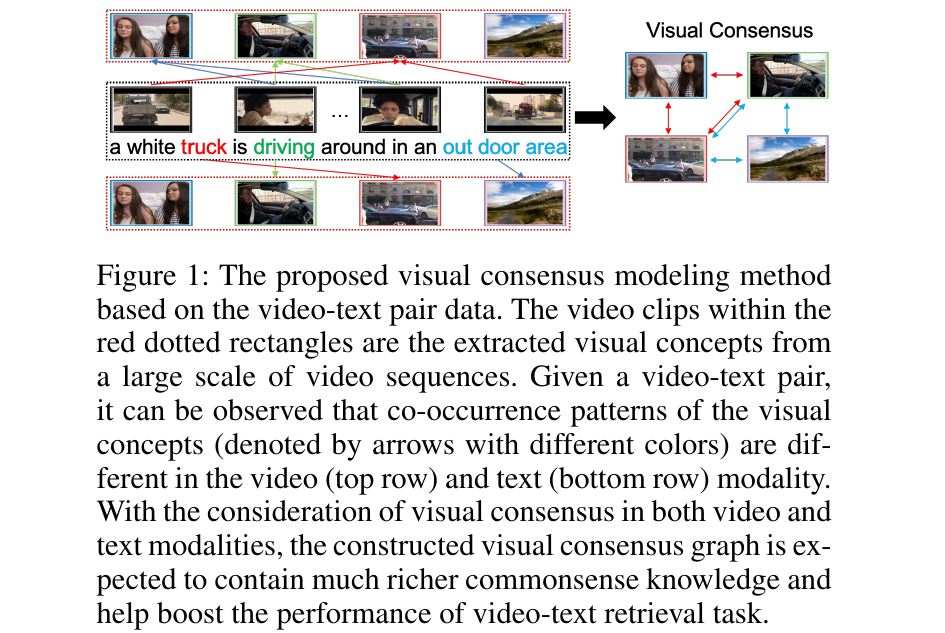 Visual Consensus
...
a white truck is driving around in an out door area
Figure 1: The proposed visual consensus modeling method
based on the video-text pair data. The video clips within the
red dotted rectangles are the extracted visual concepts from
a large scale of video sequences. Given a video-text pair,
it can be observed that co-occurrence patterns of the visual
concepts (denoted by arrows with different colors) are dif-
ferent in the video (top row) and text (bottom row) modality.
With the consideration of visual consensus in both video and
text modalities, the constructed visual consensus graph is ex-
pected to contain much richer commonsense knowledge and
help boost the performance of video-text retrieval task.